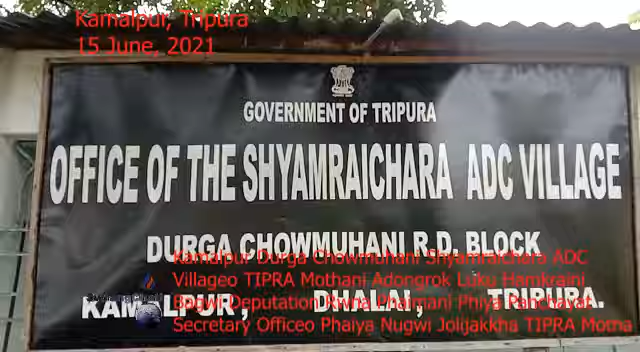 Kamalpur, Tripura
15 June, 2021
GOVERNMENT OF TRIPURA
OFFICE OF THE SHYAMRAICHARA ADC VILLAGE
DURGA CHOWMUHANI R.D. BLOCK
Kamalpur Durga Chowmuhani Shyamraichara ADC
Villageo TIPRA Mothani Adongrok Luku Hamkraini
Bagwi Deputation Rwna Phaimani Phiya Panchayat
KAMALPUR, DHALAI, TRIPURA.
Secretary Officeo Phaiya Nugwi Jolijakkha TIPRA Motha